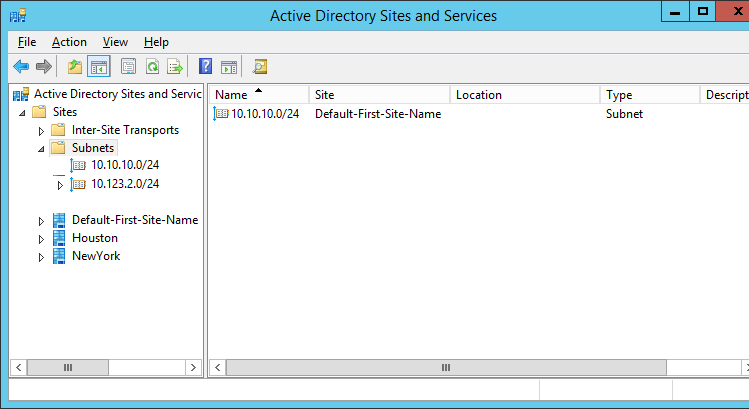 Active Directory Sites and Services
File Action View Help
Active Directory Sites and Servic
Sites
Inter-Site Transports
Subnets
10.10.10.0/24
10.123.2.0/24
Default-First-Site-Name
Houston
NewYork
Name Site Location Type Descript
10.10.10.0/24 Default-First-Site-Name Subnet